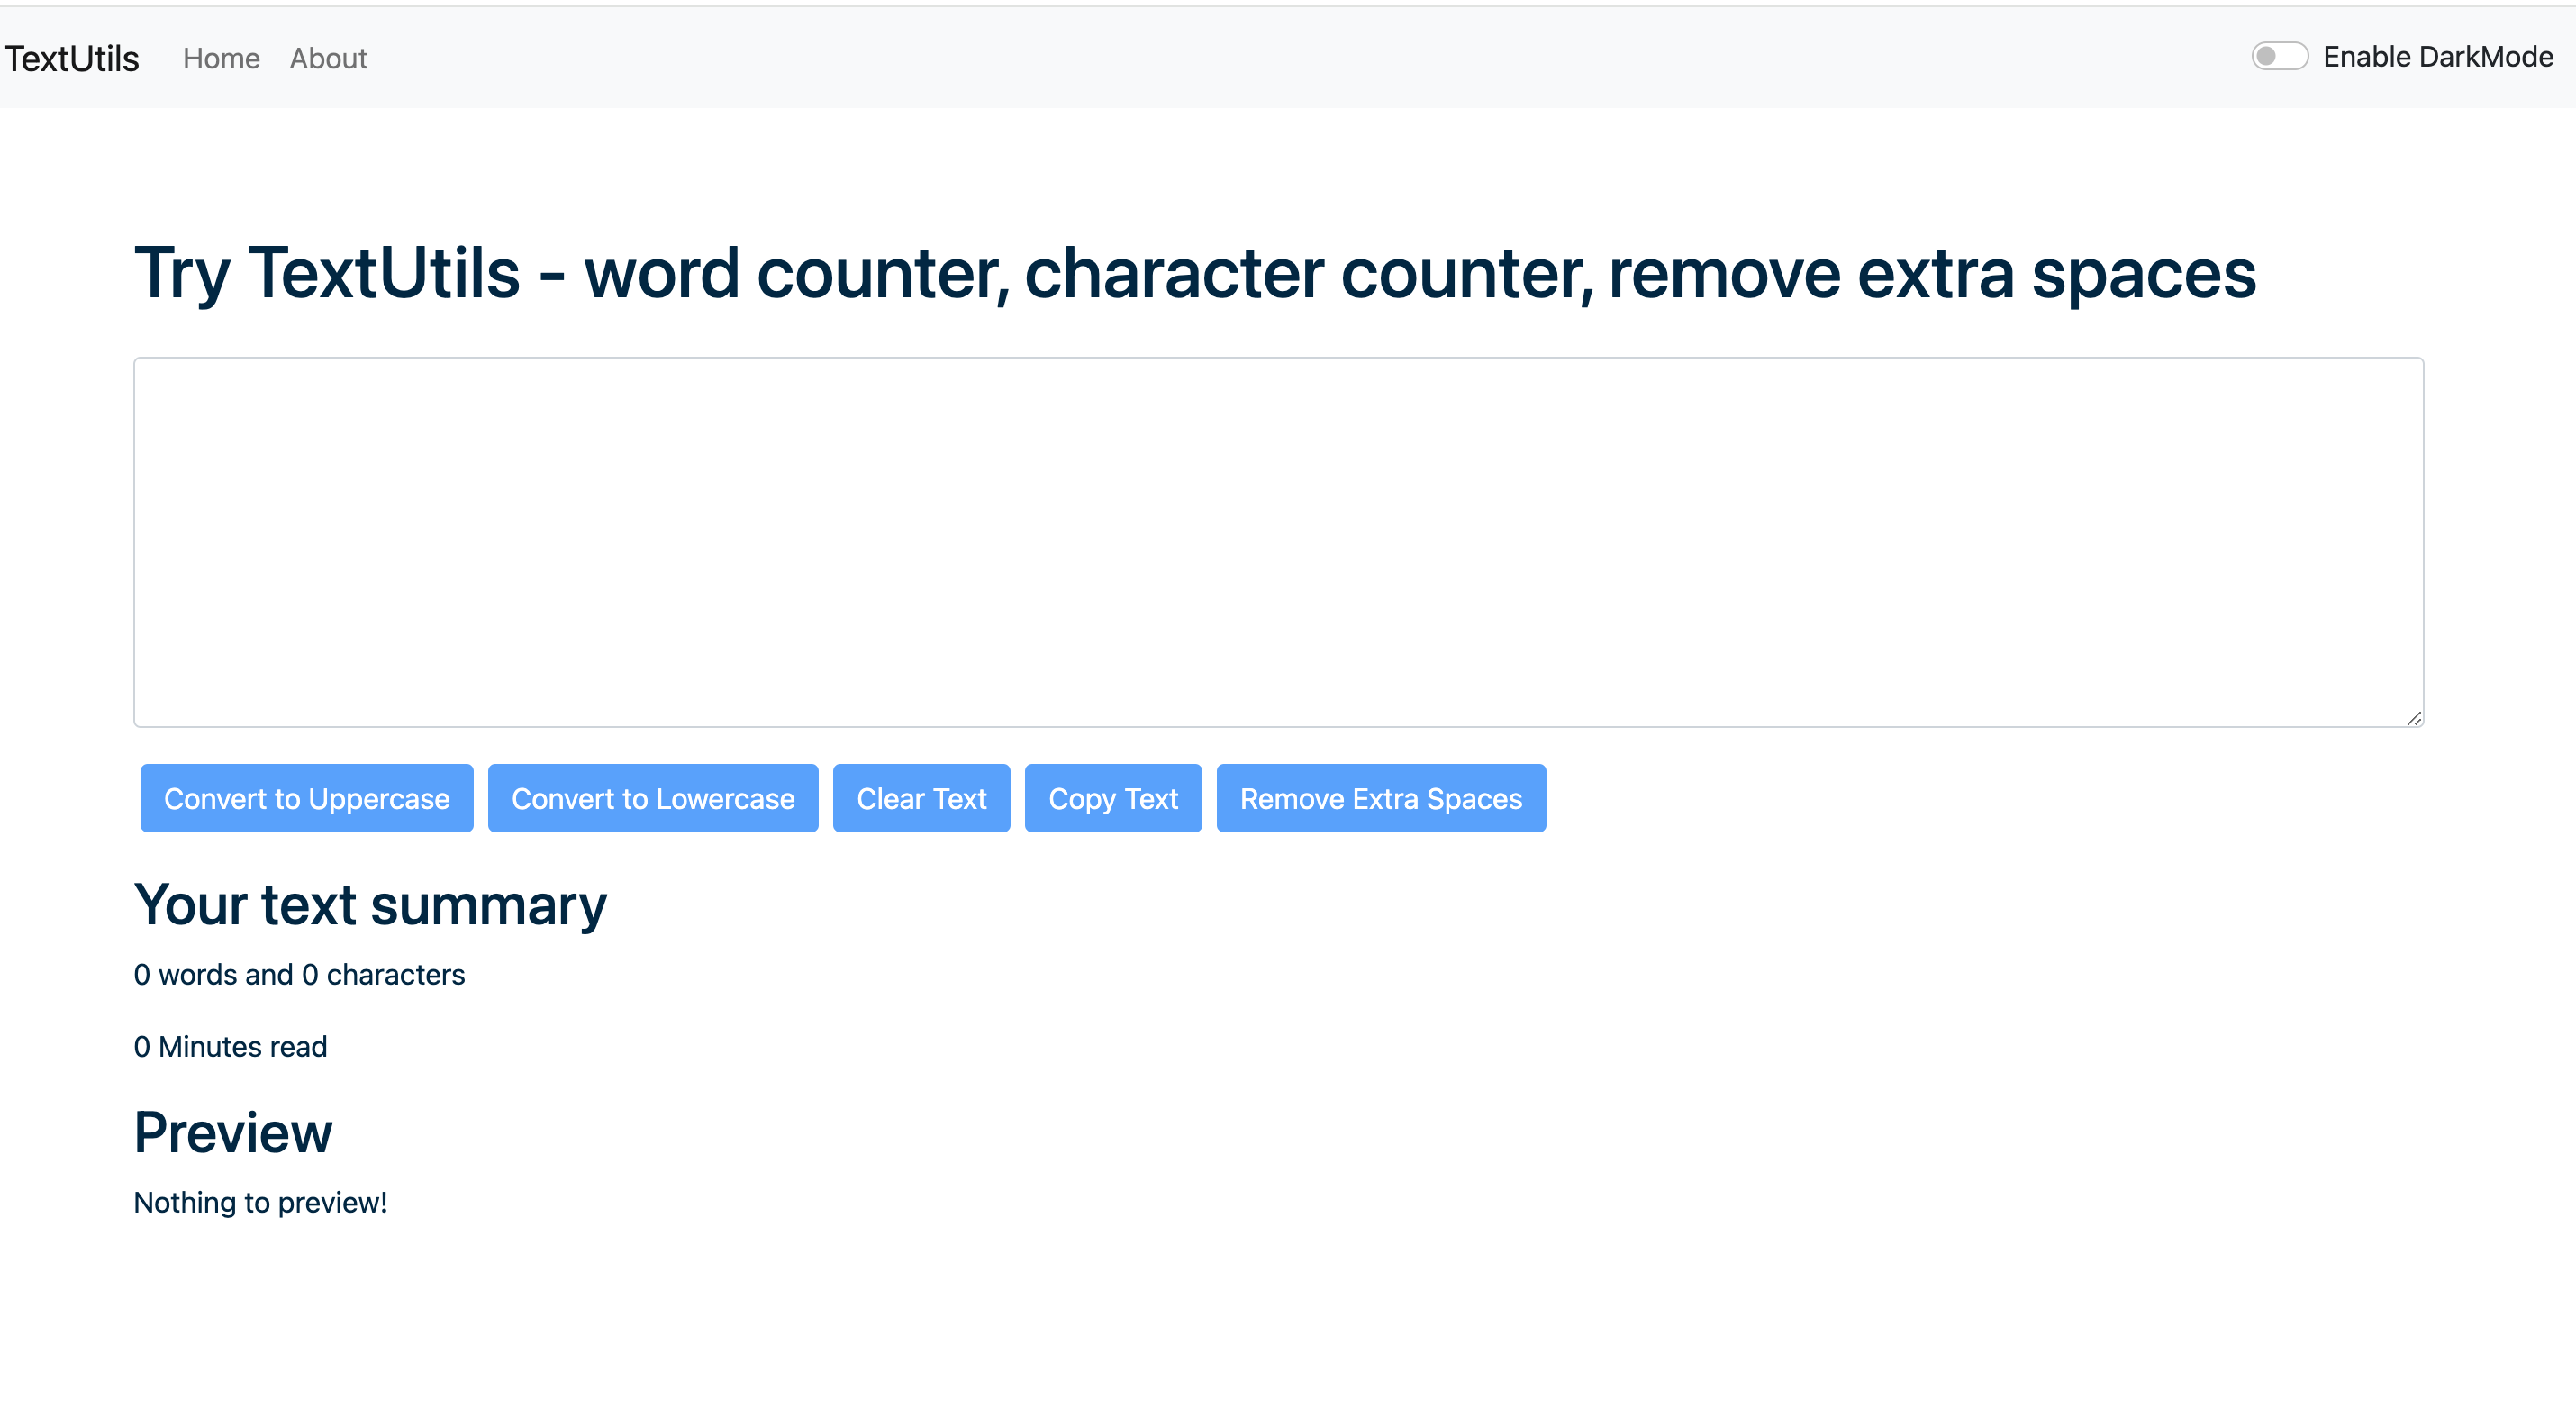 TextUtils Home About Enable DarkMode
Try TextUtils - word counter, character counter, remove extra spaces
Convert to Uppercase Convert to Lowercase Clear Text Copy Text Remove Extra Spaces
Your text summary
0 words and 0 characters
0 Minutes read
Preview
Nothing to preview!